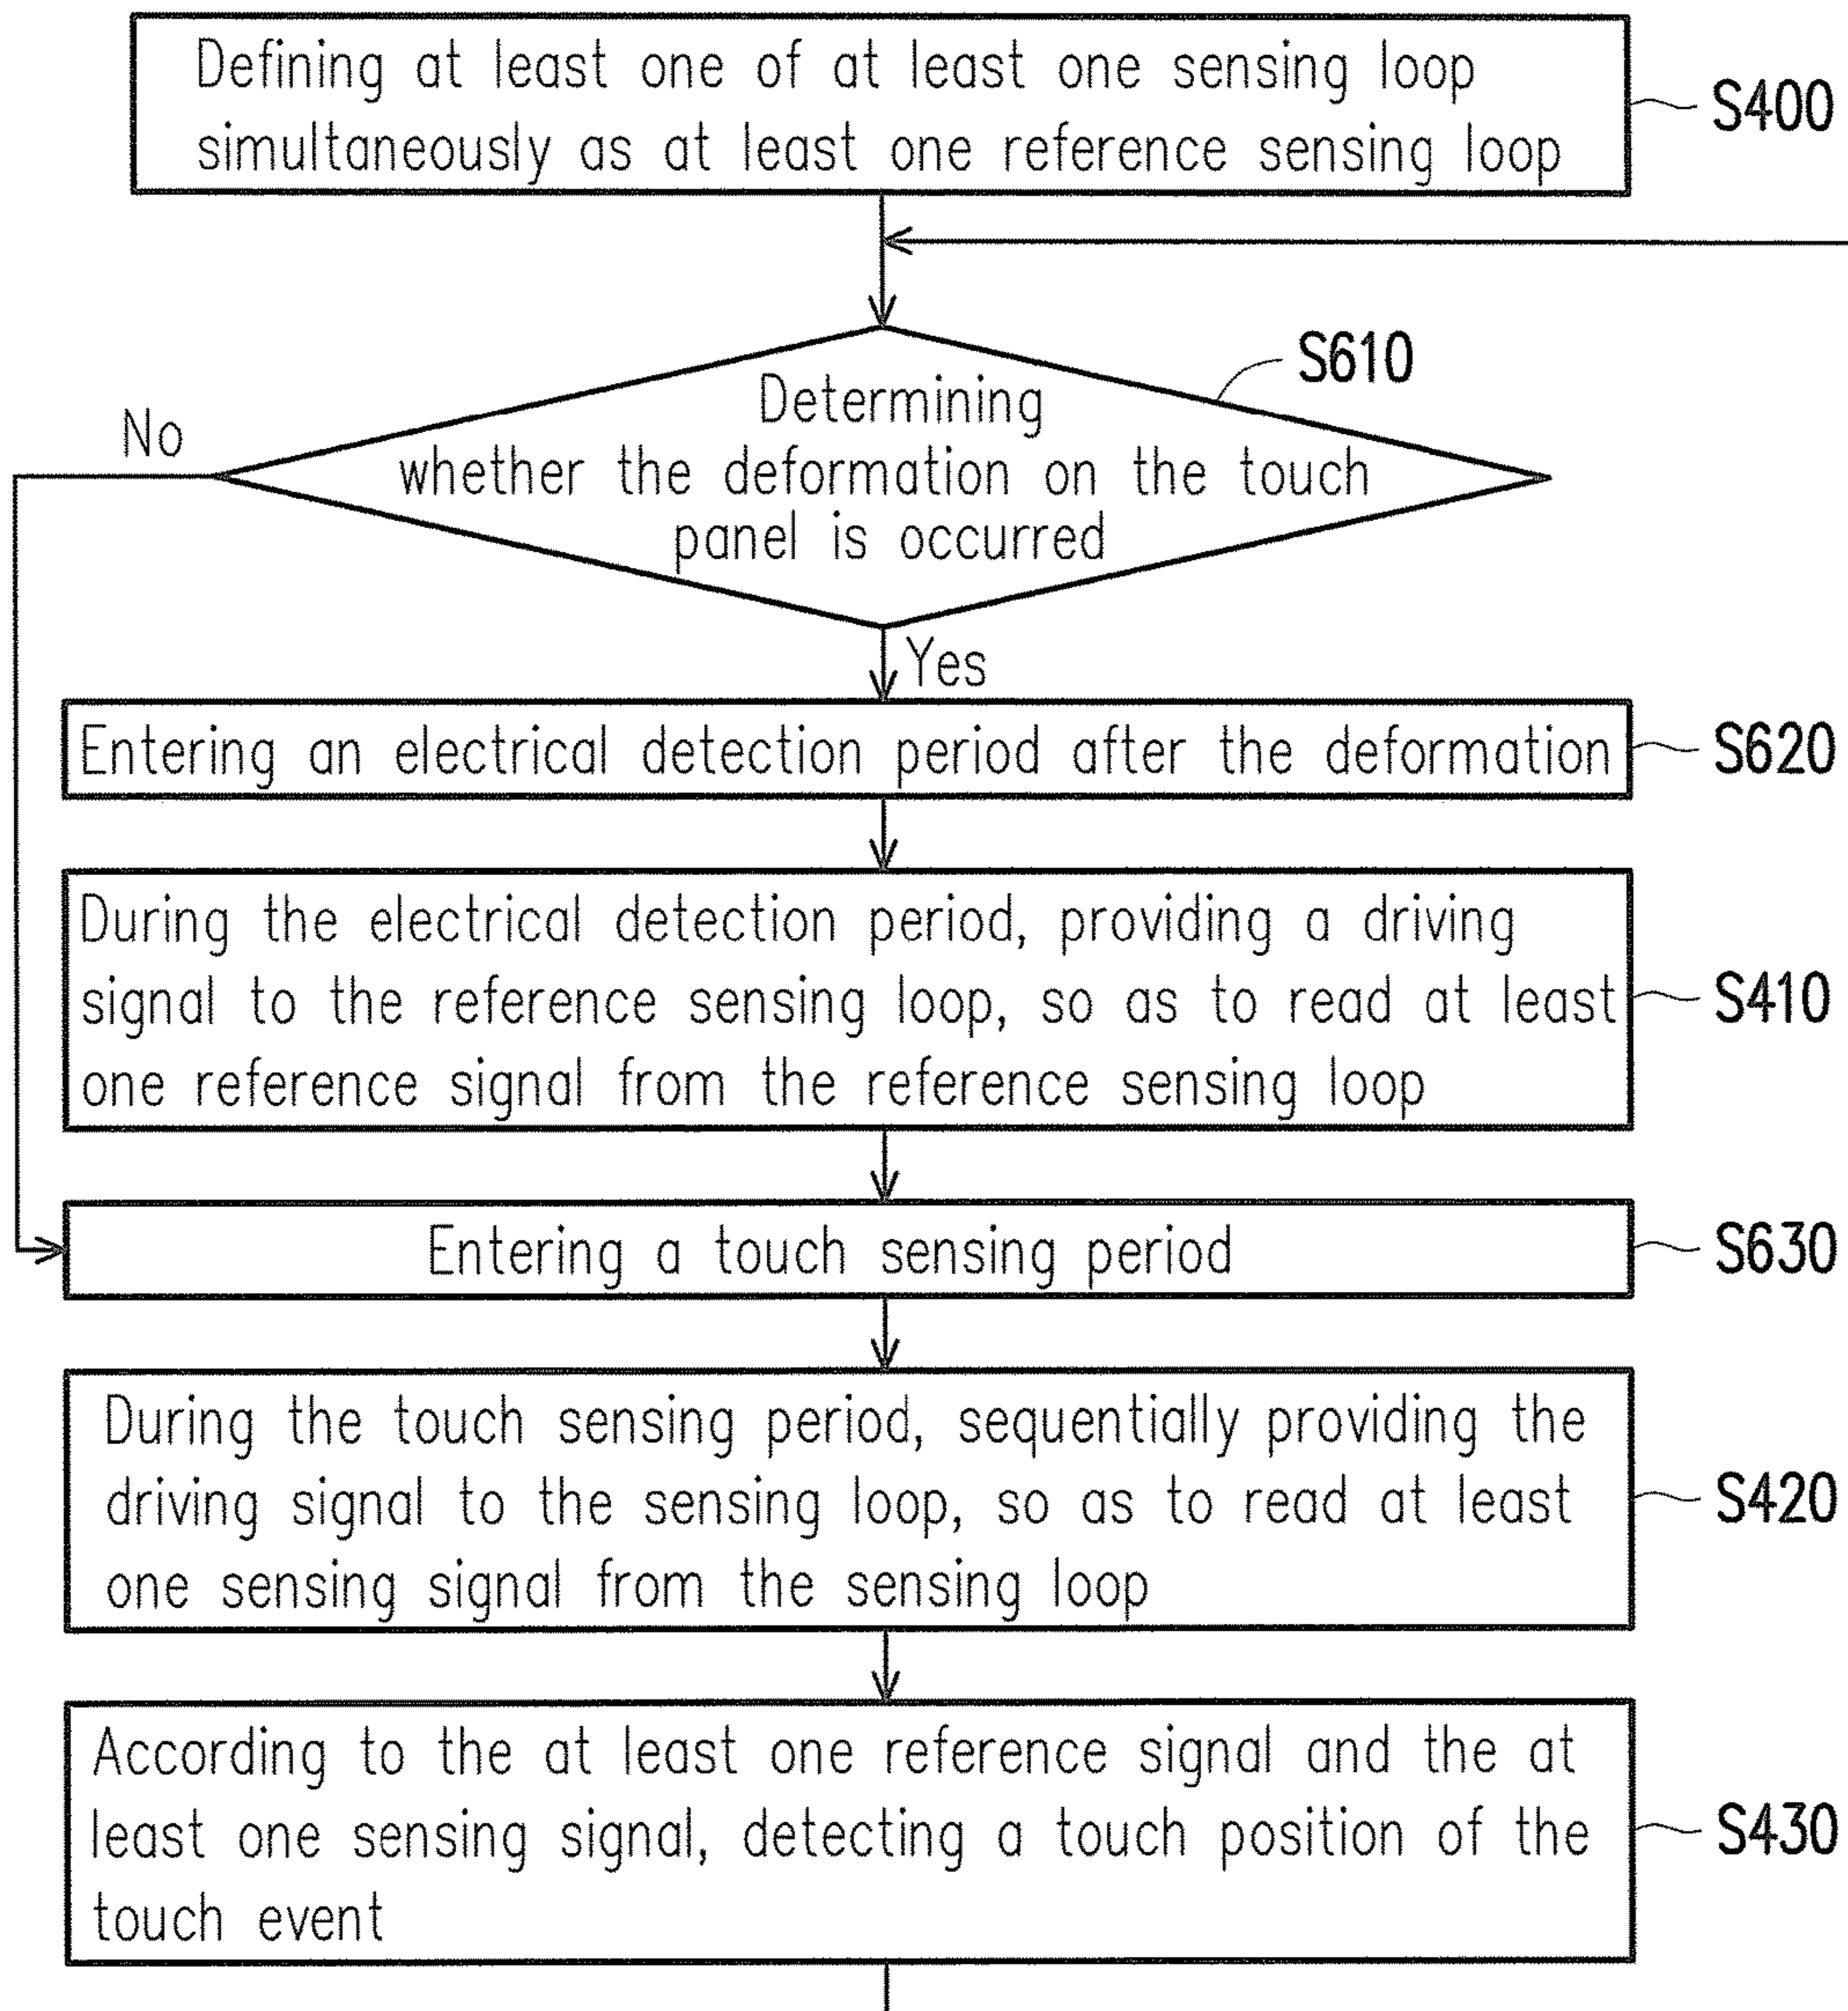 Defining at least one of at least one sensing loop
simultaneously as at least one reference sensing loop
S400
S610
Determining
whether the deformation on the touch
panel is occurred
No
Yes
Entering an electrical detection period after the deformation
S620
During the electrical detection period, providing a driving
signal to the reference sensing loop, so as to read at least
one reference signal from the reference sensing loop
S410
Entering a touch sensing period
S630
During the touch sensing period, sequentially providing the
driving signal to the sensing loop, so as to read at least
one sensing signal from the sensing loop
S420
According to the at least one reference signal and the at
least one sensing signal, detecting a touch position of the
touch event
S430